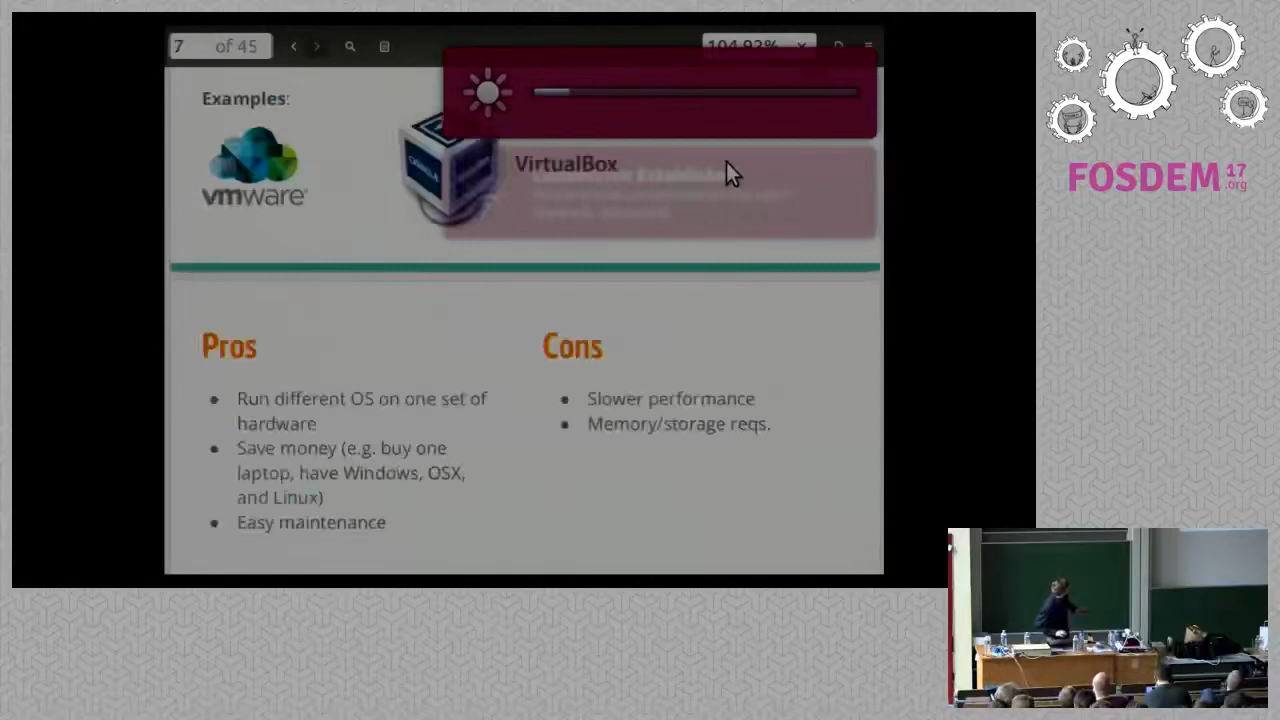 7 of 45
104.92%
Examples:
vmware
VirtualBox
Pros
Cons
Run different OS on one set of
hardware
Save money (e.g. buy one
laptop, have Windows, OSX,
and Linux)
Easy maintenance
Slower performance
Memory/storage reqs.
FOSDEM 17
.org